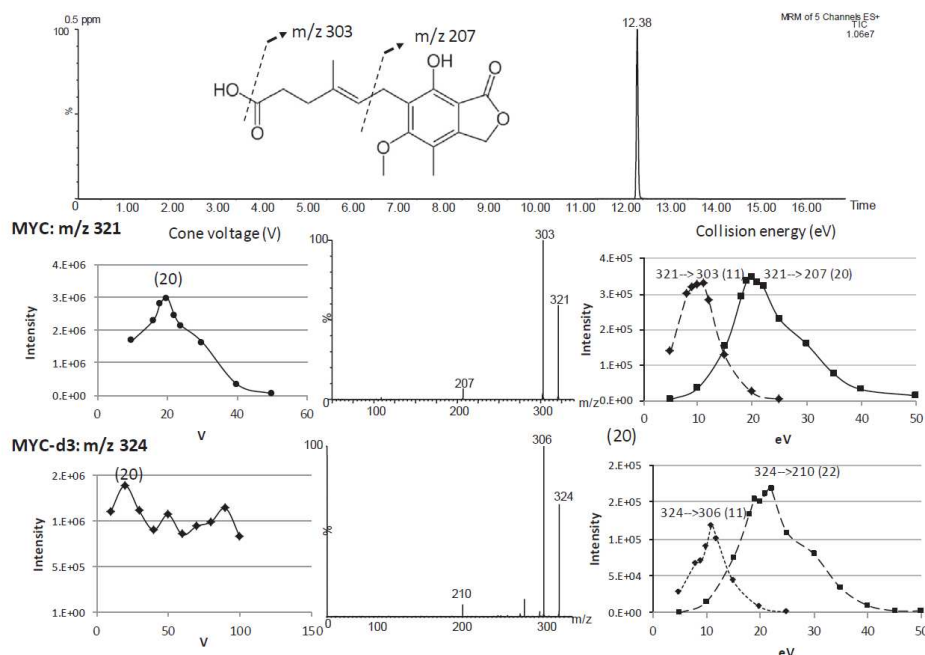 0.5 ppm
MRM of 5 Channels ES+
TIC
1.06e7
12.38
100
%
0
m/z 303
m/z 207
HO
O
OH
O
O
O
1.00 2.00 3.00 4.00 5.00 6.00 7.00 8.00 9.00 10.00 11.00 12.00 13.00 14.00 15.00 16.00
Time
MYC: m/z 321
Cone voltage (V)
Collision energy (eV)
(20)
4.E+06
3.E+06
2.E+06
1.E+06
0.E+00
Intensity
0 20 40 60
V
100
%
0
303
321
207
100 200 300 m/z
321-->303 (11)
321-->207 (20)
4.E+05
3.E+05
2.E+05
1.E+05
0.E+00
Intensity
0 10 20 30 40 50
eV
MYC-d3: m/z 324
(20)
2.E+06
1.E+06
5.E+05
1.E+00
Intensity
0 50 100 150
V
100
%
306
324
210
100 200 300 m/z
(20)
324-->210 (22)
324-->306 (11)
2.E+05
2.E+05
1.E+05
5.E+04
0.E+00
Intensity
0 10 20 30 40 50
eV